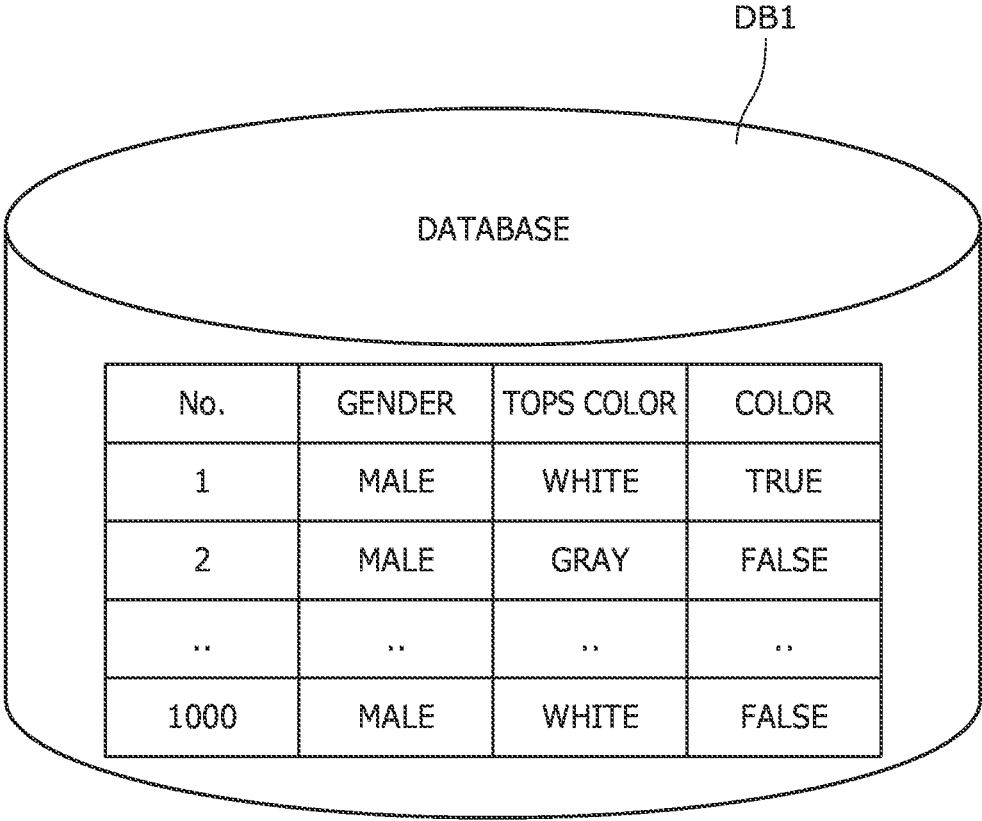 DB1
DATABASE
No. GENDER TOPS COLOR COLOR
1 MALE WHITE TRUE
2 MALE GRAY FALSE
.. .. .. ..
1000 MALE WHITE FALSE